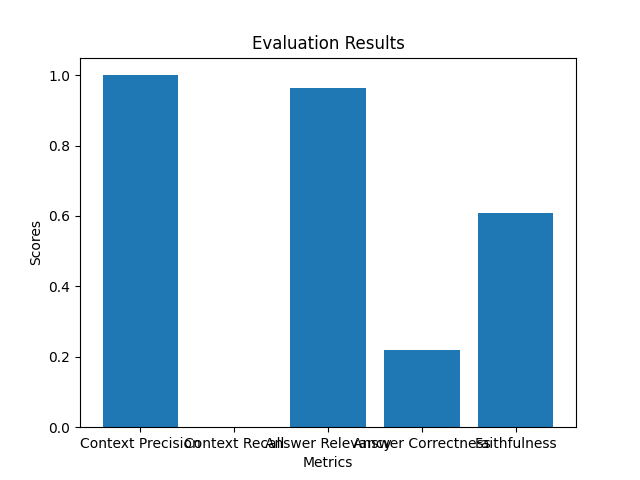 Evaluation Results
Scores
1.0
0.8
0.6
0.4
0.2
0.0
Context Precision
Context Recall
Answer Relevancy
Answer Correctness
Faithfulness
Metrics